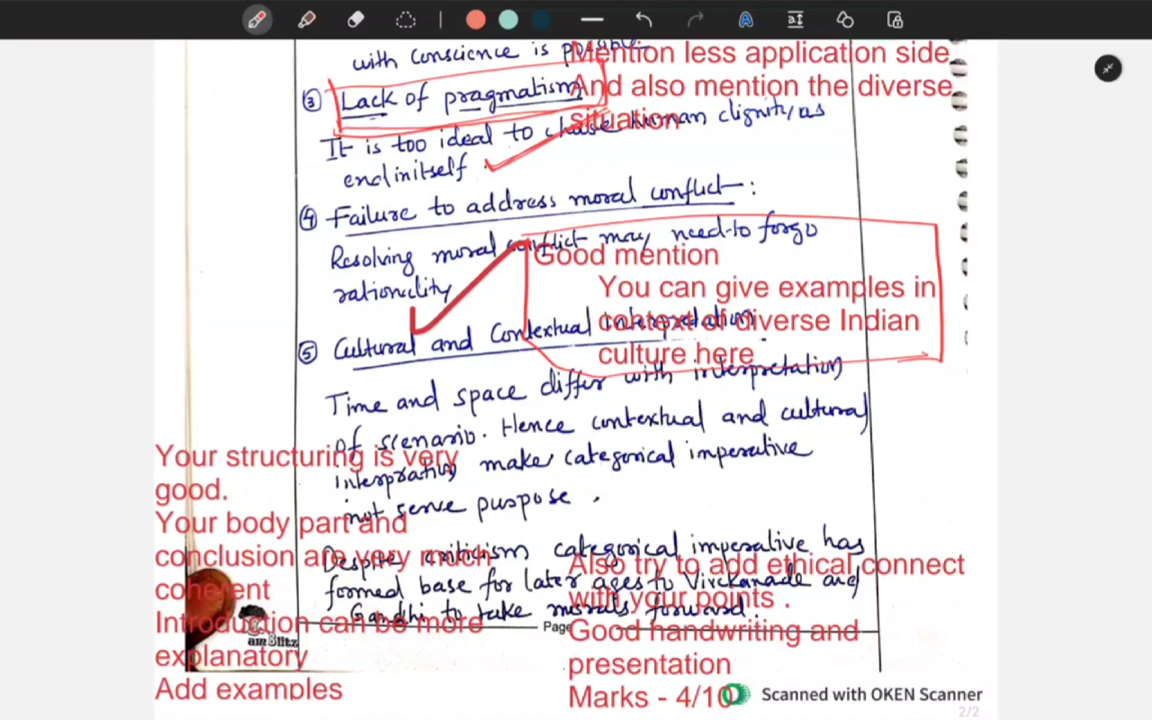 with conscience is possible
Mention less application side
And also mention the diverse
situation
③ Lack of pragmatism
It is too ideal to human dignity as
end in itself.
④ Failure to address moral conflict :
Resolving moral conflict may need to forgo
rationality
Good mention
You can give examples in
context of diverse Indian
culture here
⑤ Cultural and Contextual interpretation.
Time and space differ with interpretation
of scenario. Hence contextual and cultural
make categorical imperative
not serve puspose .
Despite criticism categorical imperative has
formed base for later ages to and
Gandhi to take morals forward.
Your structuring is very
good.
Your body part and
conclusion are very much
coherent
Introduction can be more
explanatory
Add examples
Also try to add ethical connect
with your points .
Good handwriting and
presentation
Marks - 4/10
Page
Scanned with OKEN Scanner
2/2